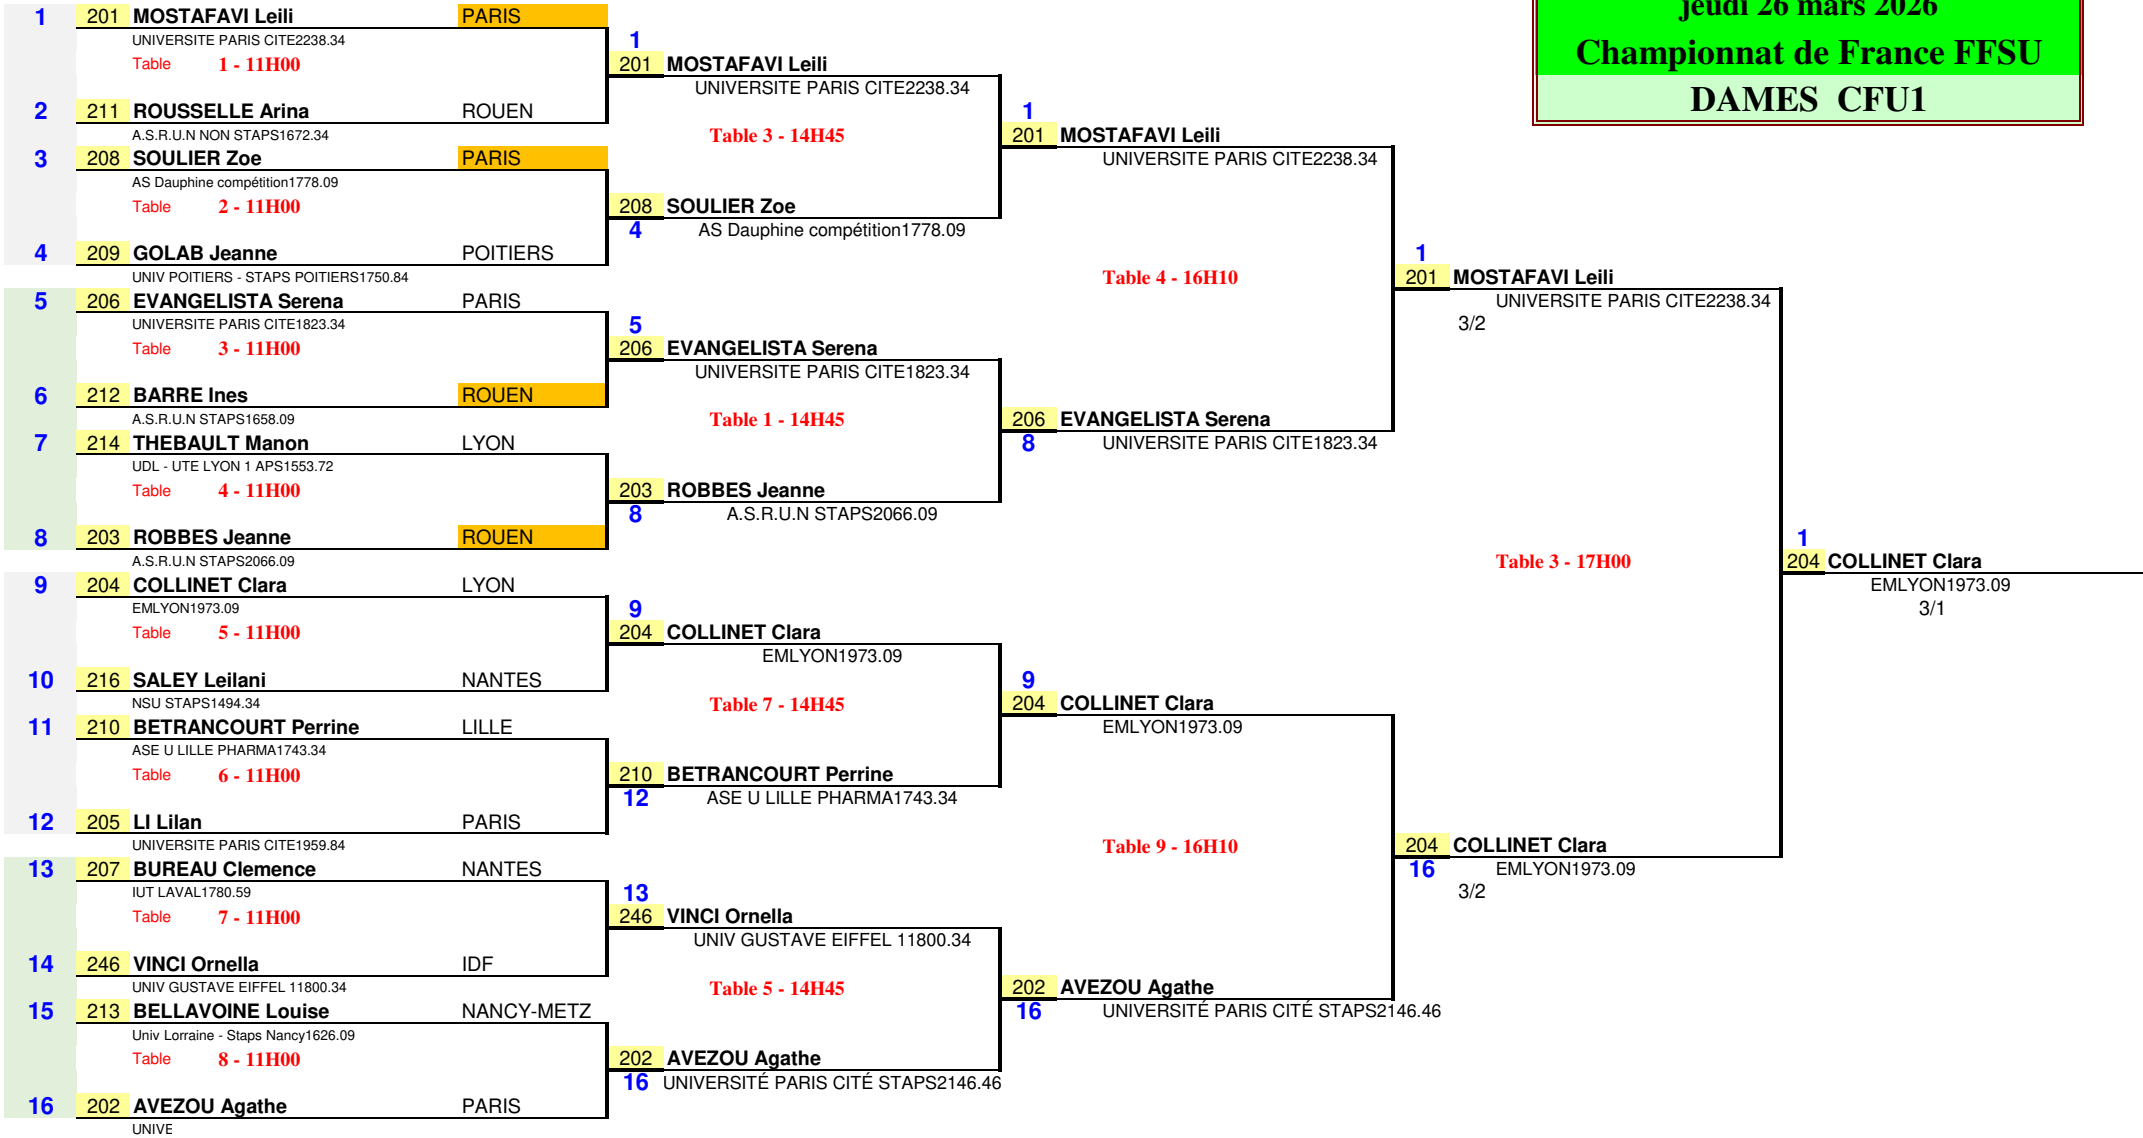 jeudi 26 mars 2026
Championnat de France FFSU
DAMES CFU1
1 201 MOSTAFAVI Leili PARIS
UNIVERSITE PARIS CITE2238.34
Table 1 - 11H00
2 211 ROUSSELLE Arina ROUEN
A.S.R.U.N NON STAPS1672.34
3 208 SOULIER Zoe PARIS
AS Dauphine compétition1778.09
Table 2 - 11H00
4 209 GOLAB Jeanne POITIERS
UNIV POITIERS - STAPS POITIERS1750.84
5 206 EVANGELISTA Serena PARIS
UNIVERSITE PARIS CITE1823.34
Table 3 - 11H00
6 212 BARRE Ines ROUEN
A.S.R.U.N STAPS1658.09
7 214 THEBAULT Manon LYON
UDL - UTE LYON 1 APS1553.72
Table 4 - 11H00
8 203 ROBBES Jeanne ROUEN
A.S.R.U.N STAPS2066.09
9 204 COLLINET Clara LYON
EMLYON1973.09
Table 5 - 11H00
10 216 SALEY Leilani NANTES
NSU STAPS1494.34
11 210 BETRANCOURT Perrine LILLE
ASE U LILLE PHARMA1743.34
Table 6 - 11H00
12 205 LI Lilan PARIS
UNIVERSITE PARIS CITE1959.84
13 207 BUREAU Clemence NANTES
IUT LAVAL1780.59
Table 7 - 11H00
14 246 VINCI Ornella IDF
UNIV GUSTAVE EIFFEL 11800.34
15 213 BELLAVOINE Louise NANCY-METZ
Univ Lorraine - Staps Nancy1626.09
Table 8 - 11H00
16 202 AVEZOU Agathe PARIS
UNIVE
1
201 MOSTAFAVI Leili
UNIVERSITE PARIS CITE2238.34
Table 3 - 14H45
208 SOULIER Zoe
4 AS Dauphine compétition1778.09
5
206 EVANGELISTA Serena
UNIVERSITE PARIS CITE1823.34
Table 1 - 14H45
203 ROBBES Jeanne
8 A.S.R.U.N STAPS2066.09
9
204 COLLINET Clara
EMLYON1973.09
Table 7 - 14H45
210 BETRANCOURT Perrine
12 ASE U LILLE PHARMA1743.34
13
246 VINCI Ornella
UNIV GUSTAVE EIFFEL 11800.34
Table 5 - 14H45
202 AVEZOU Agathe
16 UNIVERSITÉ PARIS CITÉ STAPS2146.46
1
201 MOSTAFAVI Leili
UNIVERSITE PARIS CITE2238.34
Table 4 - 16H10
206 EVANGELISTA Serena
8 UNIVERSITE PARIS CITE1823.34
9
204 COLLINET Clara
EMLYON1973.09
Table 9 - 16H10
202 AVEZOU Agathe
16 UNIVERSITÉ PARIS CITÉ STAPS2146.46
1
201 MOSTAFAVI Leili
UNIVERSITE PARIS CITE2238.34
3/2
Table 3 - 17H00
204 COLLINET Clara
16 EMLYON1973.09
3/2
1
204 COLLINET Clara
EMLYON1973.09
3/1